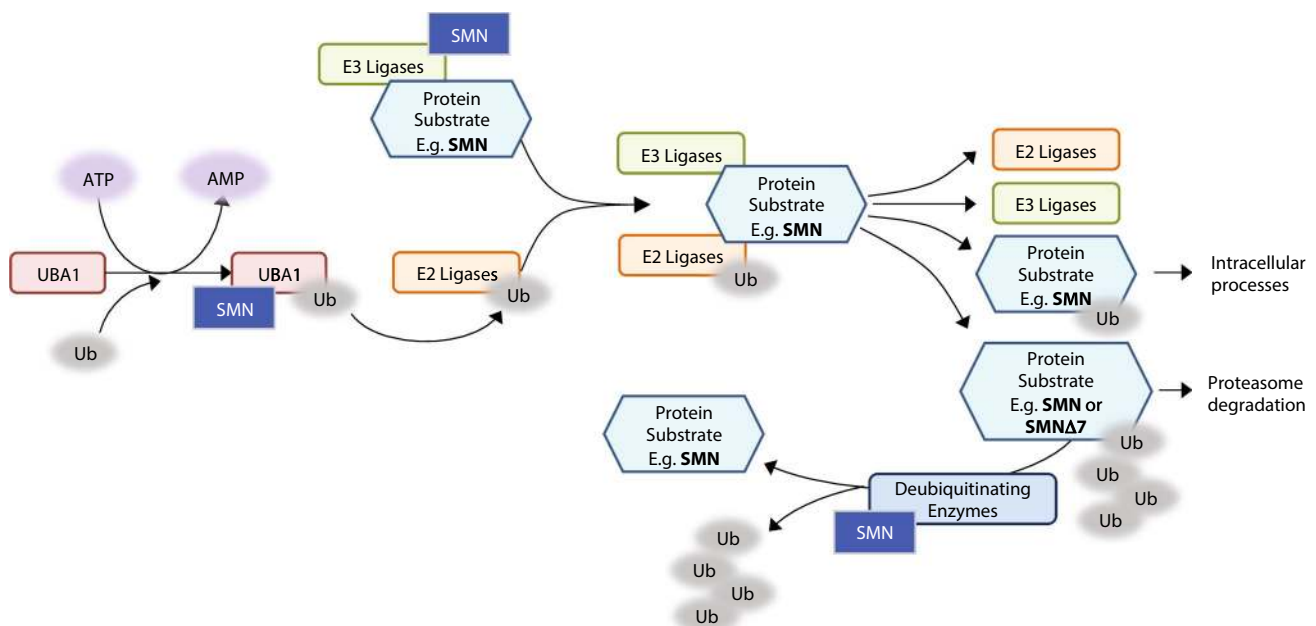 SMN
E3 Ligases
Protein
Substrate
E.g. SMN
ATP
AMP
UBA1
UBA1
SMN
Ub
Ub
E2 Ligases
Ub
E3 Ligases
Protein
Substrate
E.g. SMN
E2 Ligases
Ub
E2 Ligases
E3 Ligases
Protein
Substrate
E.g. SMN
Ub
Intracellular
processes
Protein
Substrate
E.g. SMN or
SMNΔ7
Ub
Ub
Ub
Ub
Proteasome
degradation
Deubiquitinating
Enzymes
SMN
Protein
Substrate
E.g. SMN
Ub
Ub
Ub
Ub